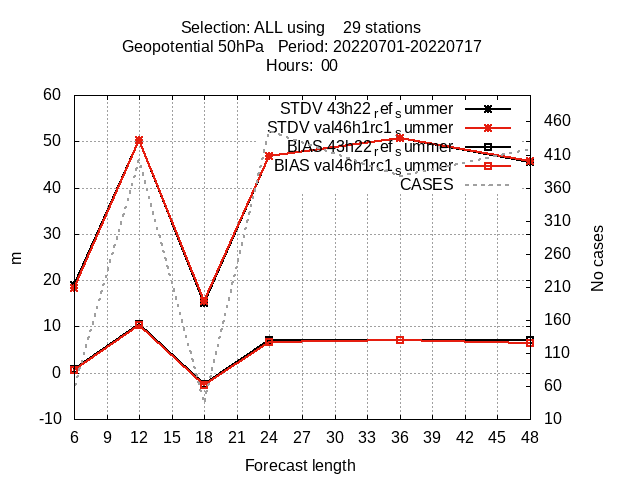 Selection: ALL using    29 stations
Geopotential 50hPa   Period: 20220701-20220717
Hours:  00
STDV 43h22_ref_summer
STDV val46h1rc1_summer
BIAS 43h22_ref_summer
BIAS val46h1rc1_summer
CASES
60
50
40
30
20
10
0
-10
m
460
410
360
310
260
210
160
110
60
10
No cases
6 9 12 15 18 21 24 27 30 33 36 39 42 45 48
Forecast length